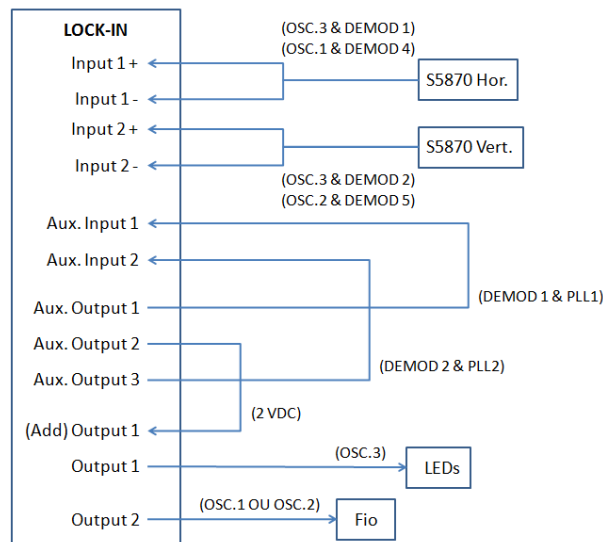 LOCK-IN
(OSC.3 & DEMOD 1)
(OSC.1 & DEMOD 4)
Input 1 +
S5870 Hor.
Input 1 -
Input 2 +
S5870 Vert.
Input 2 -
(OSC.3 & DEMOD 2)
(OSC.2 & DEMOD 5)
Aux. Input 1
Aux. Input 2
Aux. Output 1
(DEMOD 1 & PLL1)
Aux. Output 2
(DEMOD 2 & PLL2)
Aux. Output 3
(2 VDC)
(Add) Output 1
(OSC.3)
Output 1
LEDs
(OSC.1 OU OSC.2)
Output 2
Fio